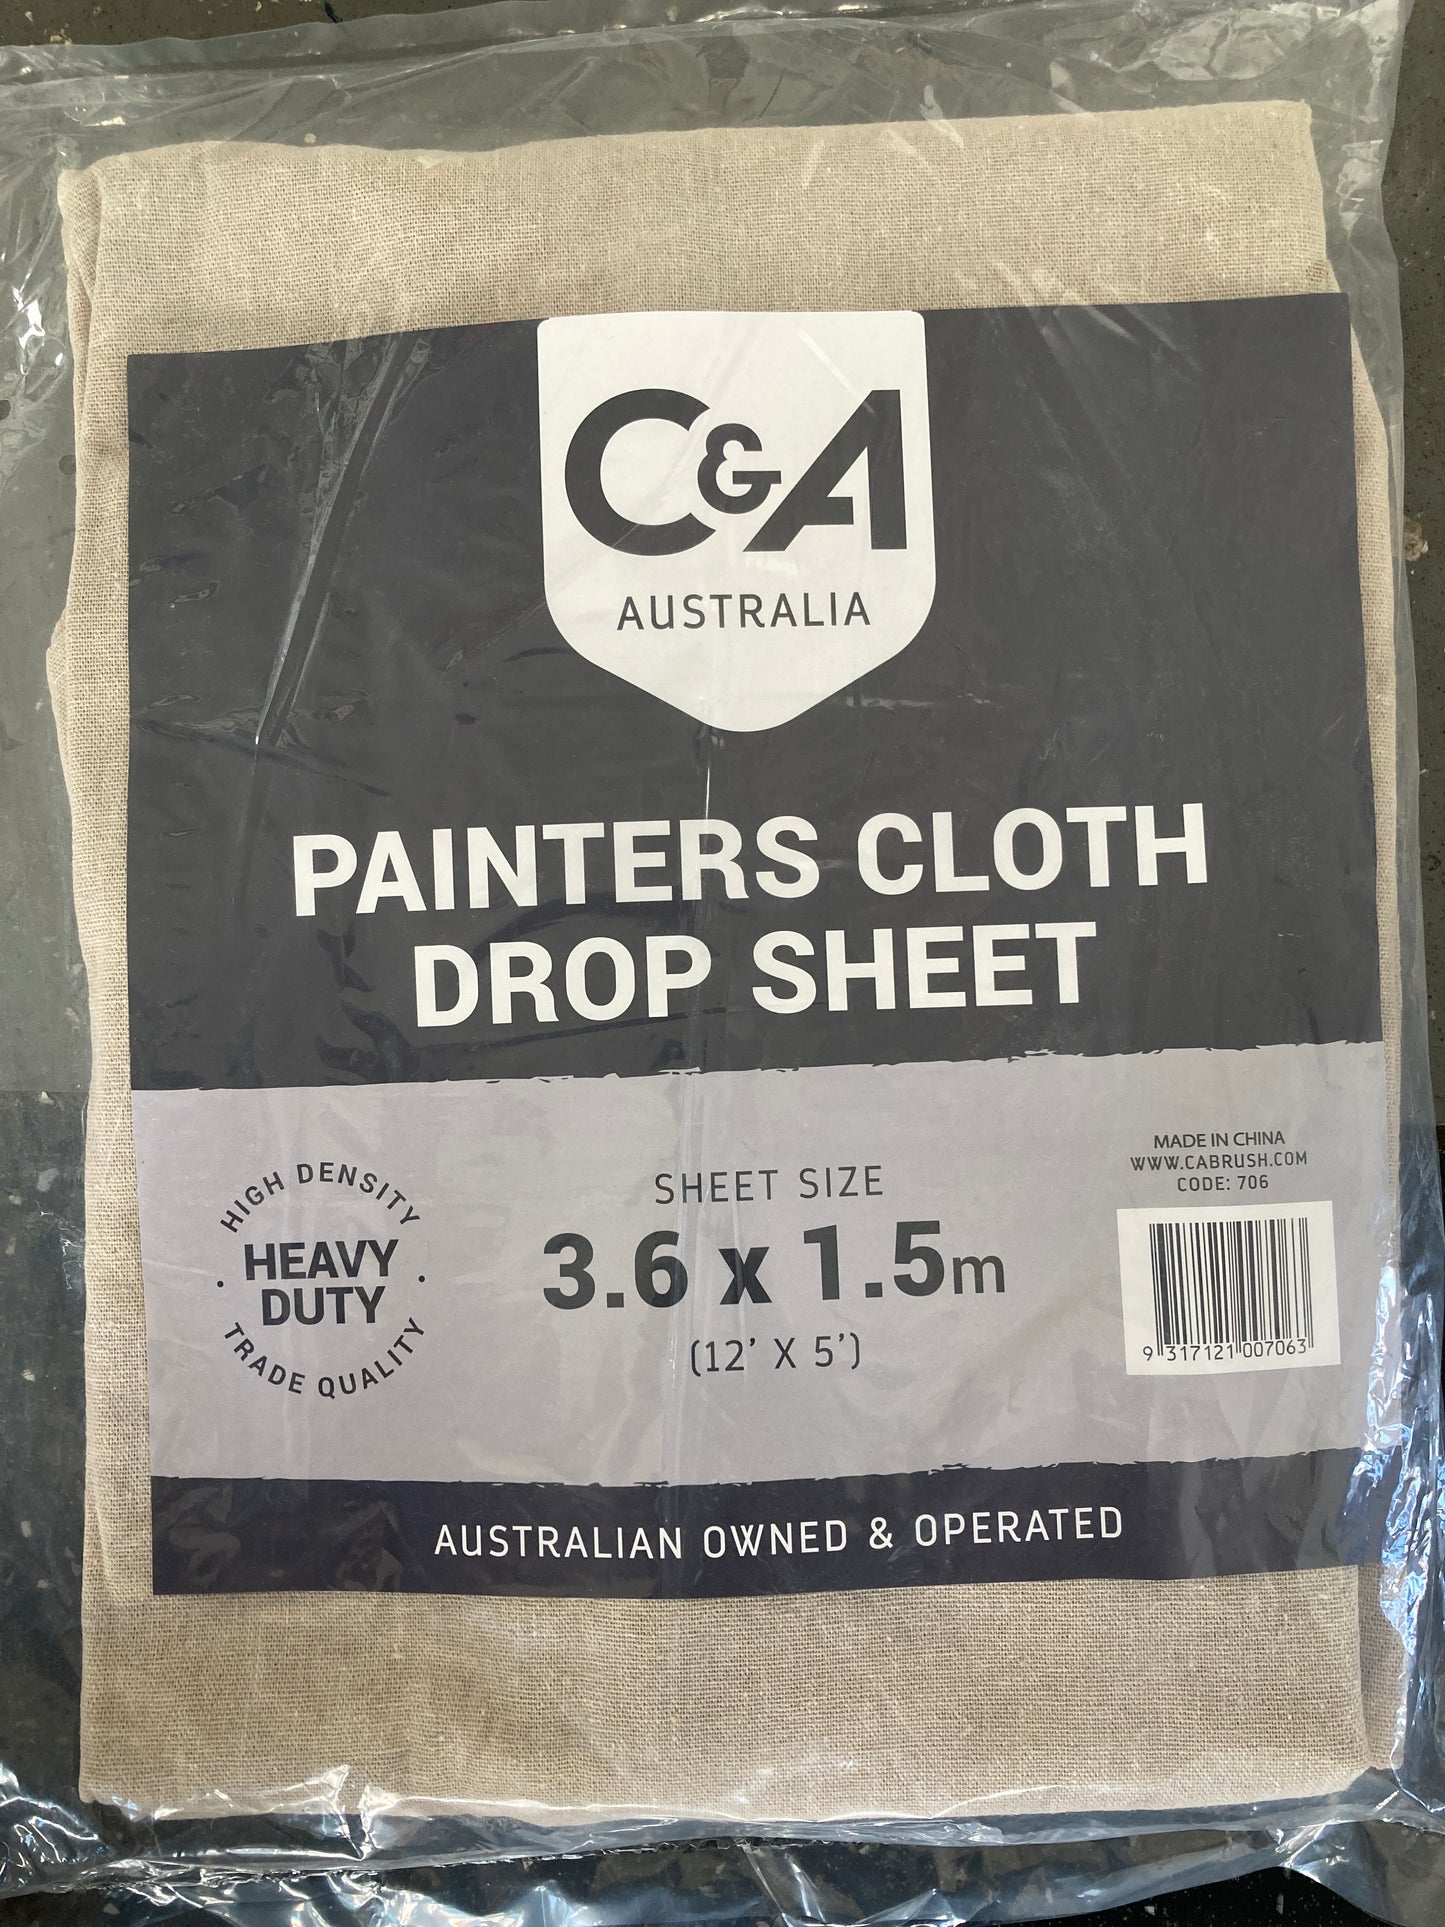 C&A
AUSTRALIA
PAINTERS CLOTH
DROP SHEET
HIGH DENSITY
HEAVY
DUTY
TRADE QUALITY
SHEET SIZE
3.6 x 1.5m
(12' X 5')
MADE IN CHINA
WWW.CABRUSH.COM
CODE: 706
9 317121 007063
AUSTRALIAN OWNED & OPERATED